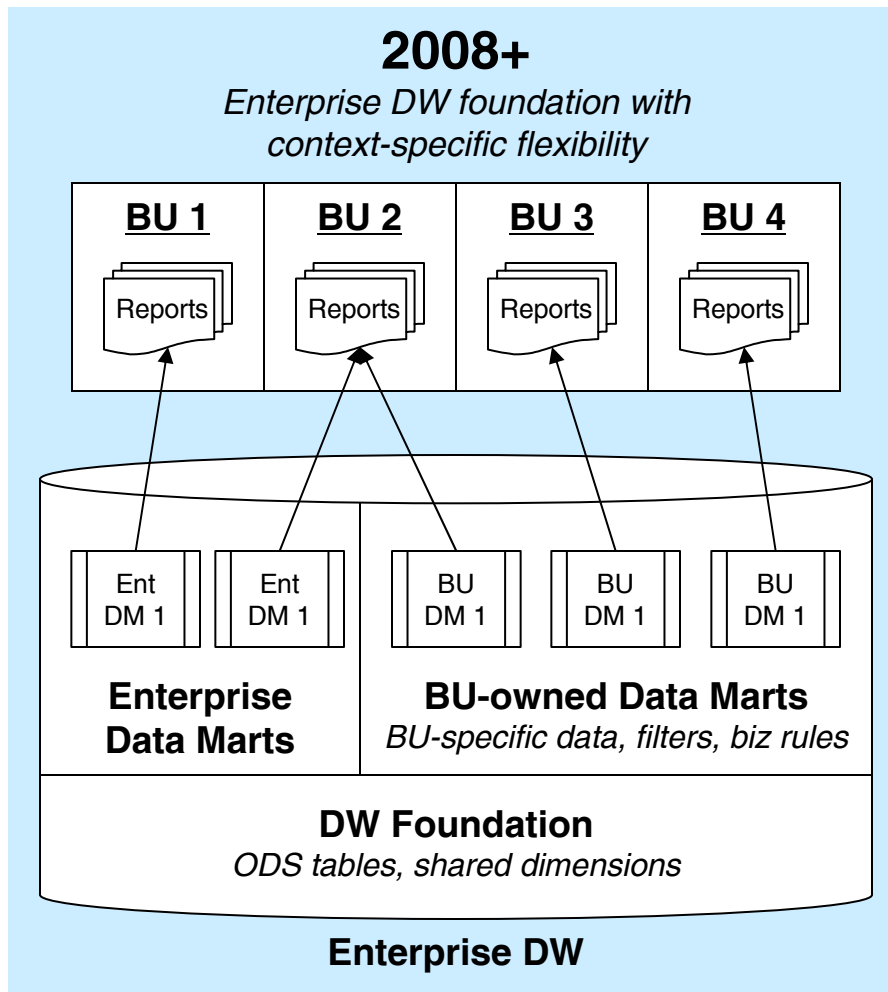 2008+
Enterprise DW foundation with
context-specific flexibility
BU 1
BU 2
BU 3
BU 4
Reports
Reports
Reports
Reports
Ent
DM 1
Ent
DM 1
BU
DM 1
BU
DM 1
BU
DM 1
Enterprise
Data Marts
BU-owned Data Marts
BU-specific data, filters, biz rules
DW Foundation
ODS tables, shared dimensions
Enterprise DW